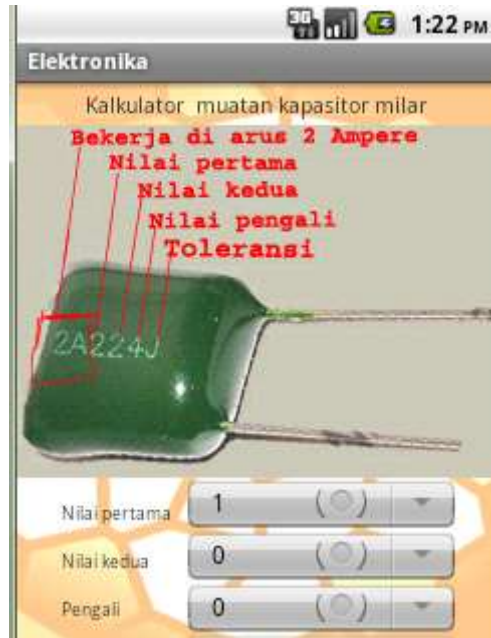 3G
1:22 PM
Elektronika
Kalkulator muatan kapasitor milar
Bekerja di arus 2 Ampere
Nilai pertama
Nilai kedua
Nilai pengali
Toleransi
2A224J
Nilai pertama 1
Nilai kedua 0
Pengali 0